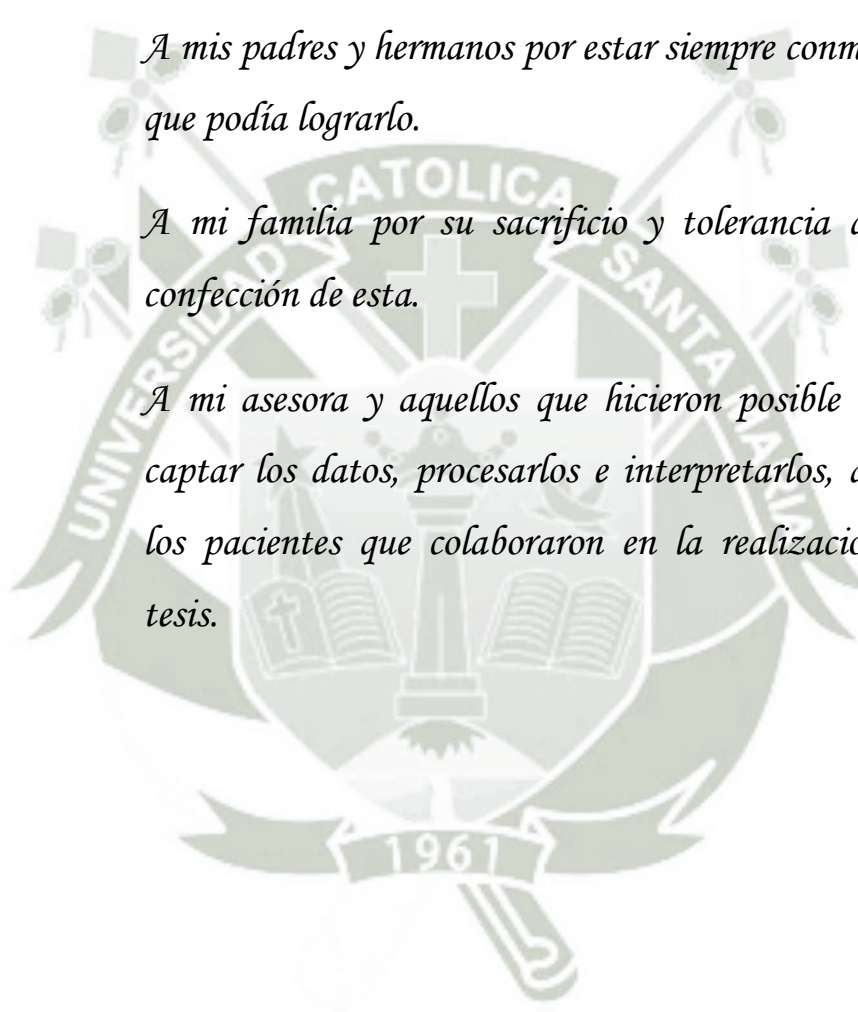 A mis padres y hermanos por estar siempre
que podía lograrlo.
A mi familia por su sacrificio y tolerancia
confección de esta.
A mi asesora y aquellos que hicieron posible
captar los datos, procesarlos e interpretarlos,
los pacientes que colaboraron en la
tesis.
UNIVERSIDAD CATOLICA SANTA MARIA
1961